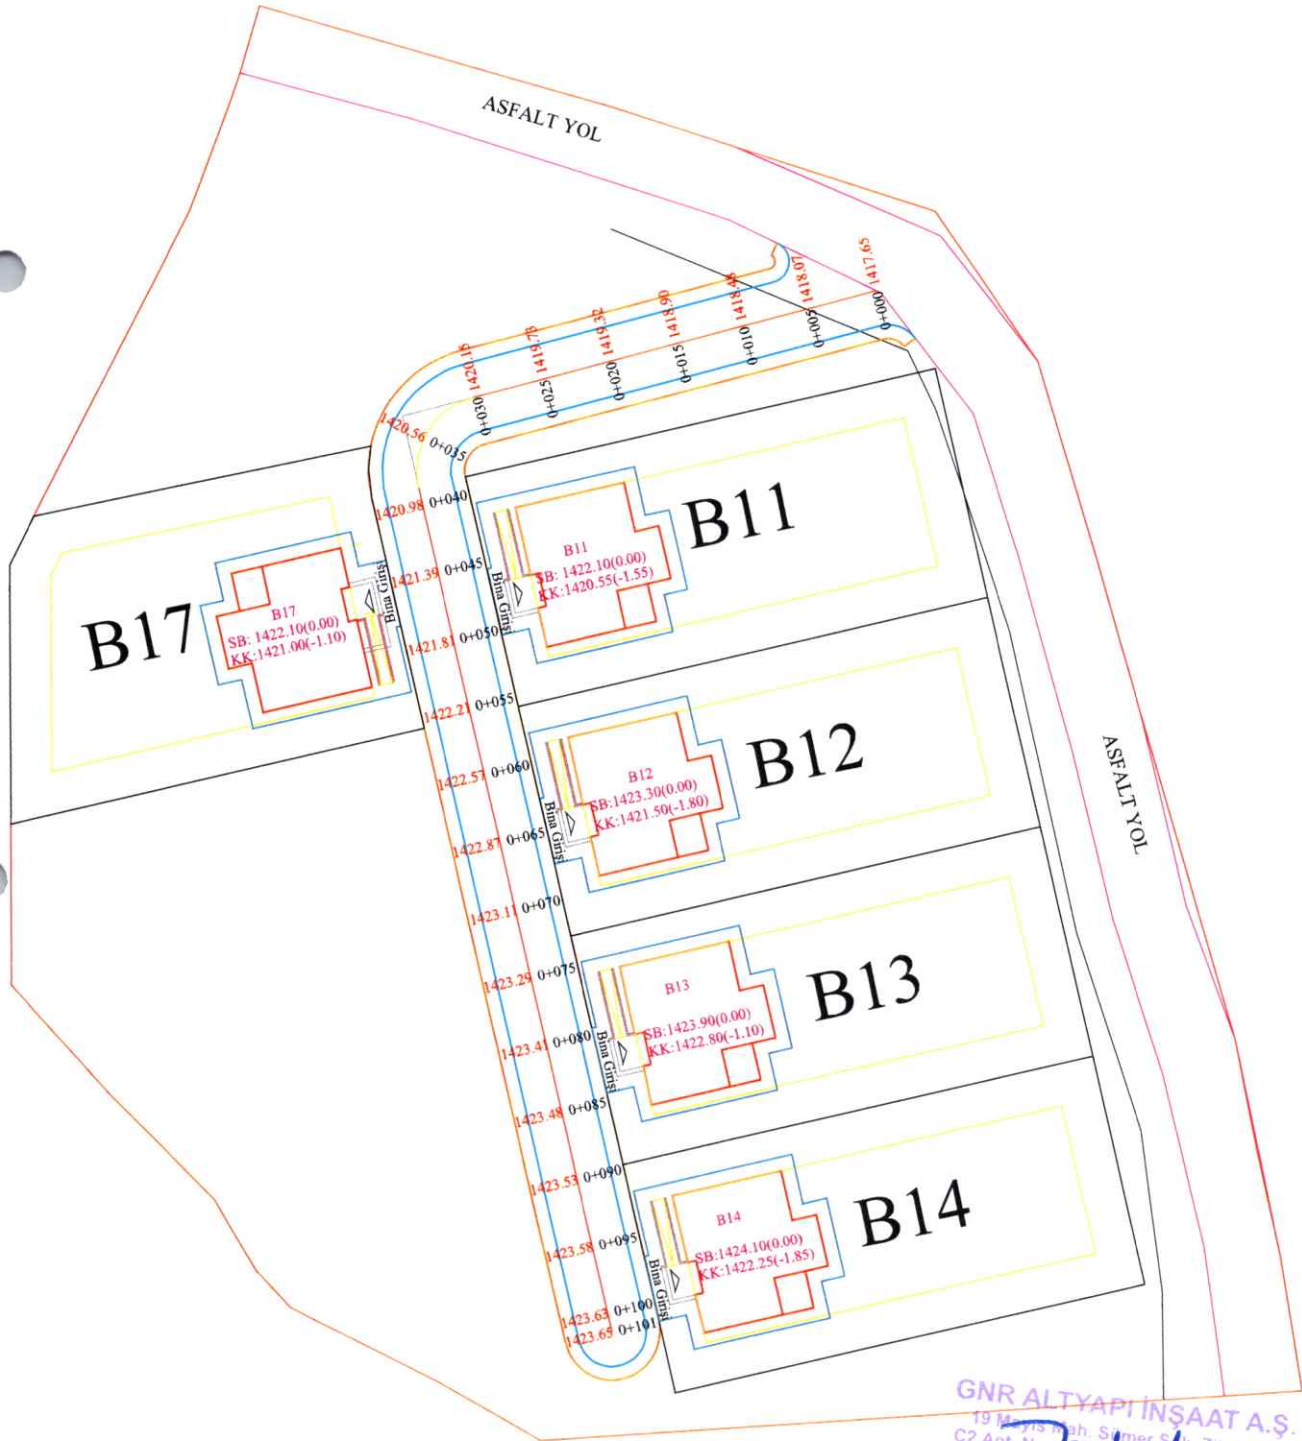 ASFALT YOL
1417.65
0+000
1418.07
0+005
1418.48
0+010
1418.90
0+015
1419.32
0+020
1419.73
0+025
1420.15
0+030
1420.56 0+035
1420.98 0+040
1421.39 0+045
1421.81 0+050
1422.21 0+055
1422.57 0+060
1422.87 0+065
1423.11 0+070
1423.29 0+075
1423.41 0+080
1423.48 0+085
1423.53 0+090
1423.58 0+095
1423.63 0+100
1423.65 0+101
B17
B17
SB: 1422.10(0.00)
KK:1421.00(-1.10)
Bina Girişi
B11
B11
SB: 1422.10(0.00)
KK:1420.55(-1.55)
Bina Girişi
B12
B12
SB:1423.30(0.00)
KK:1421.50(-1.80)
Bina Girişi
ASFALT YOL
B13
B13
SB:1423.90(0.00)
KK:1422.80(-1.10)
Bina Girişi
B14
B14
SB:1424.10(0.00)
KK:1422.25(-1.85)
Bina Girişi
GNR ALTYAPI İNŞAAT A.Ş.
19 Mayıs Mah. Sümer
C2